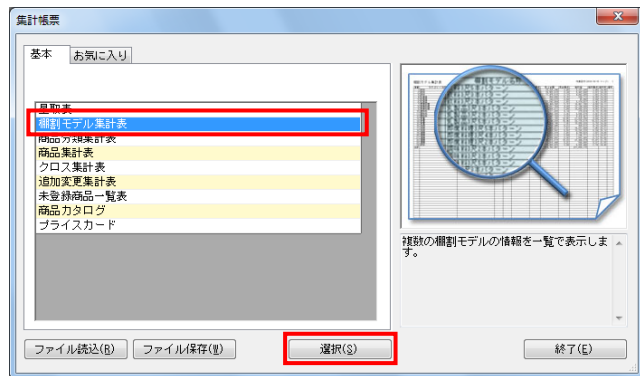 集計帳票
基本 お気に入り
星取表
棚割モデル集計表
商品分類集計表
商品集計表
クロス集計表
追加変更集計表
未登録商品一覧表
商品カタログ
プライスカード
複数の棚割モデルの情報を一覧で表示しま
す。
ファイル読込(R) ファイル保存(W) 選択(S) 終了(E)